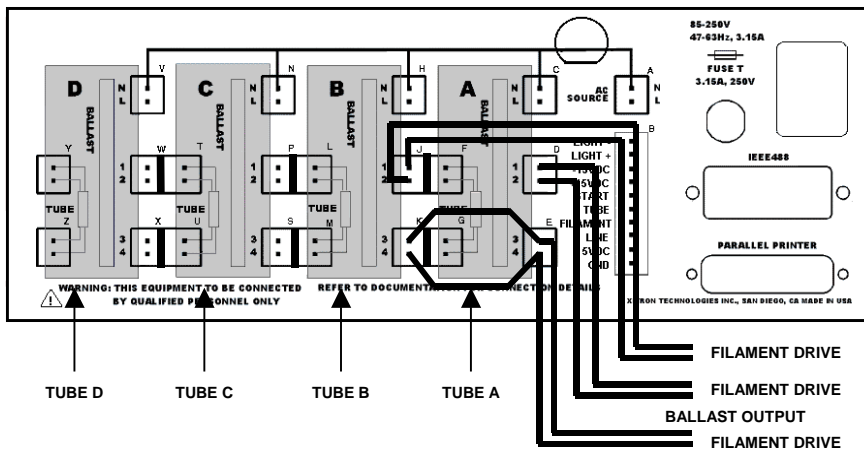 85-250V
47-63Hz, 3.15A
FUSE T
3.15A, 250V
V
N
H
C
A
D
C
B
A
N
L
N
L
N
L
N
L
AC
SOURCE
N
L
BALLAST
BALLAST
BALLAST
BALLAST
B
Y
W
T
P
L
J
F
D
1
2
1
2
1
2
1
2
LIGHT +
IEEE488
START
TUBE
FILAMENT
LINE
GND
TUBE
TUBE
TUBE
TUBE
Z
X
U
S
M
K
G
E
3
4
3
4
3
4
3
4
PARALLEL PRINTER
WARNING: THIS EQUIPMENT TO BE CONNECTED
BY QUALIFIED PERSONNEL ONLY
REFER TO DOCUMENTATION FOR CONNECTION DETAILS
TECHNOLOGIES INC., SAN DIEGO, CA MADE IN USA
FILAMENT DRIVE
TUBE D
TUBE C
TUBE B
TUBE A
FILAMENT DRIVE
BALLAST OUTPUT
FILAMENT DRIVE